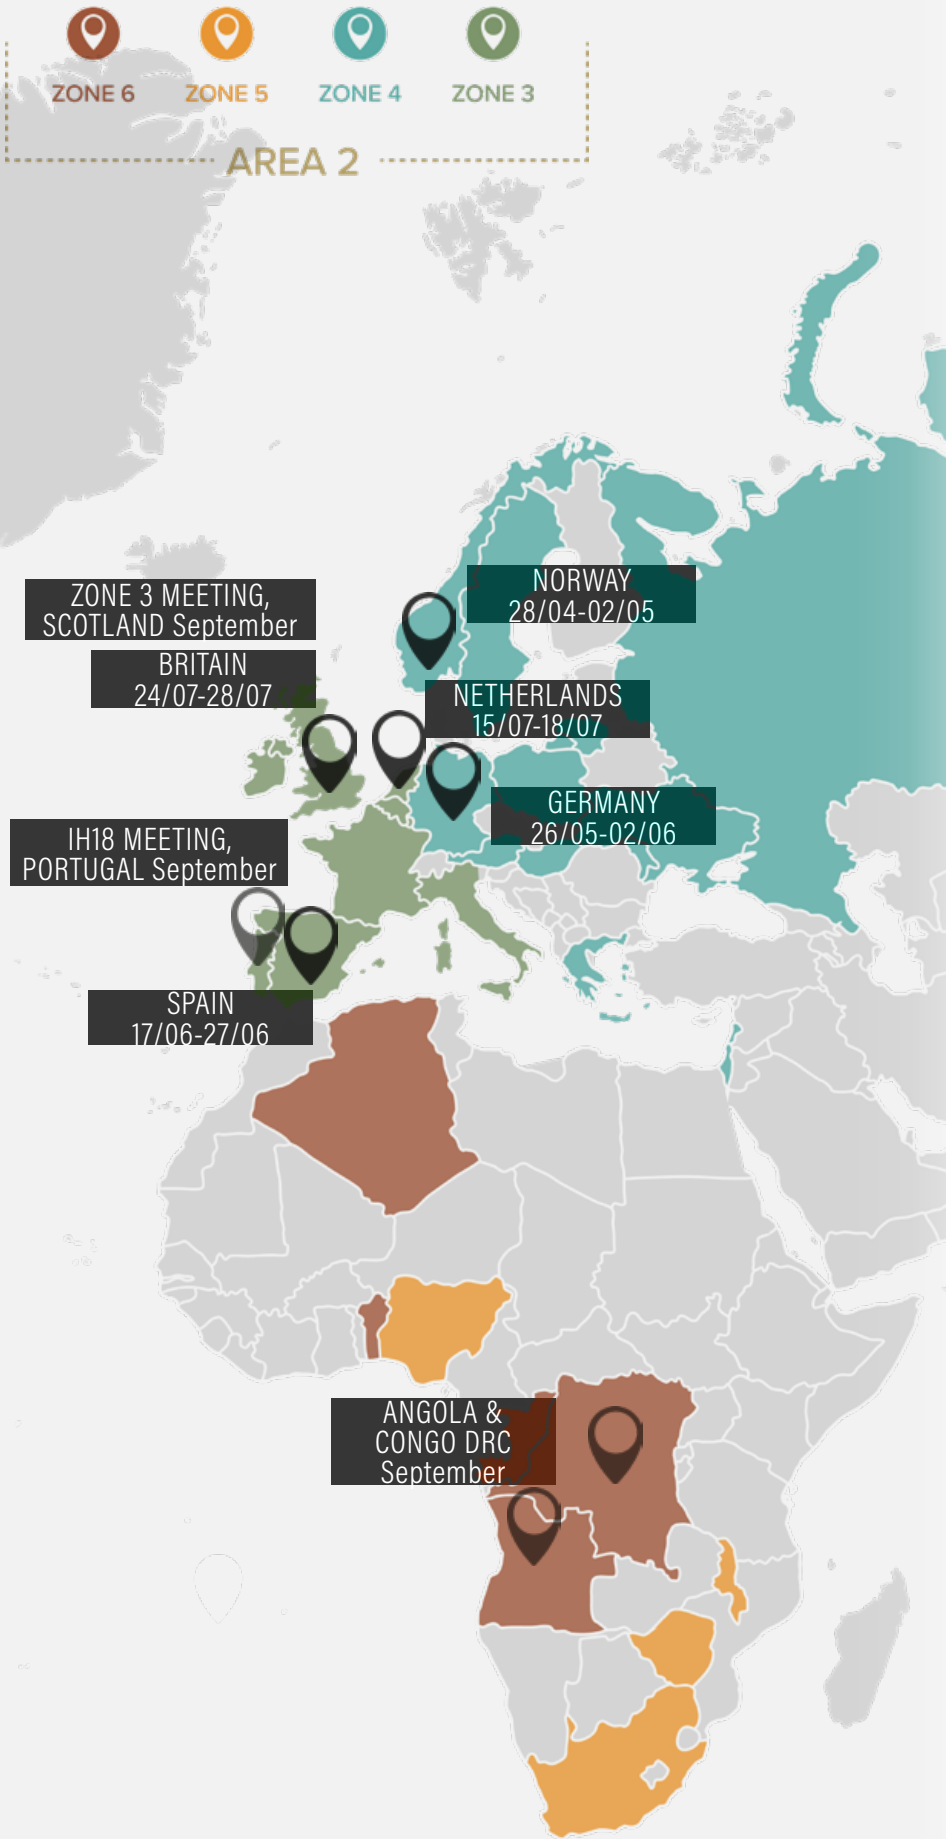 ZONE 6
ZONE 5
ZONE 4
ZONE 3
AREA 2
NORWAY
28/04-02/05
ZONE 3 MEETING,
SCOTLAND September
BRITAIN
24/07-28/07
NETHERLANDS
15/07-18/07
GERMANY
26/05-02/06
IH18 MEETING,
PORTUGAL September
SPAIN
17/06-27/06
ANGOLA &
CONGO DRC
September